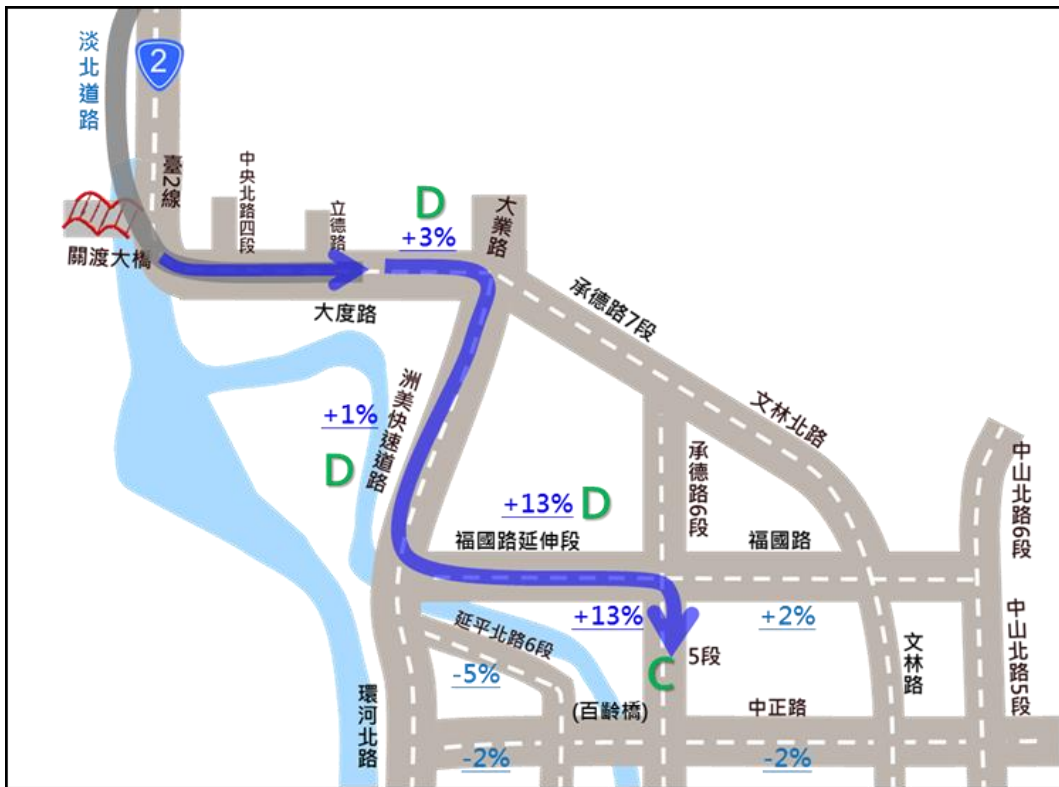 淡北道路
2
臺2線
中央北路四段
立德路
D
+3%
大業路
關渡大橋
大度路
承德路7段
洲美快速道路
+1%
D
文林北路
承德路6段
中山北路6段
+13%
D
福國路延伸段
福國路
延平北路6段
+13%
+2%
中山北路5段
文林路
-5%
C
5段
環河北路
(百齡橋)
中正路
-2%
-2%